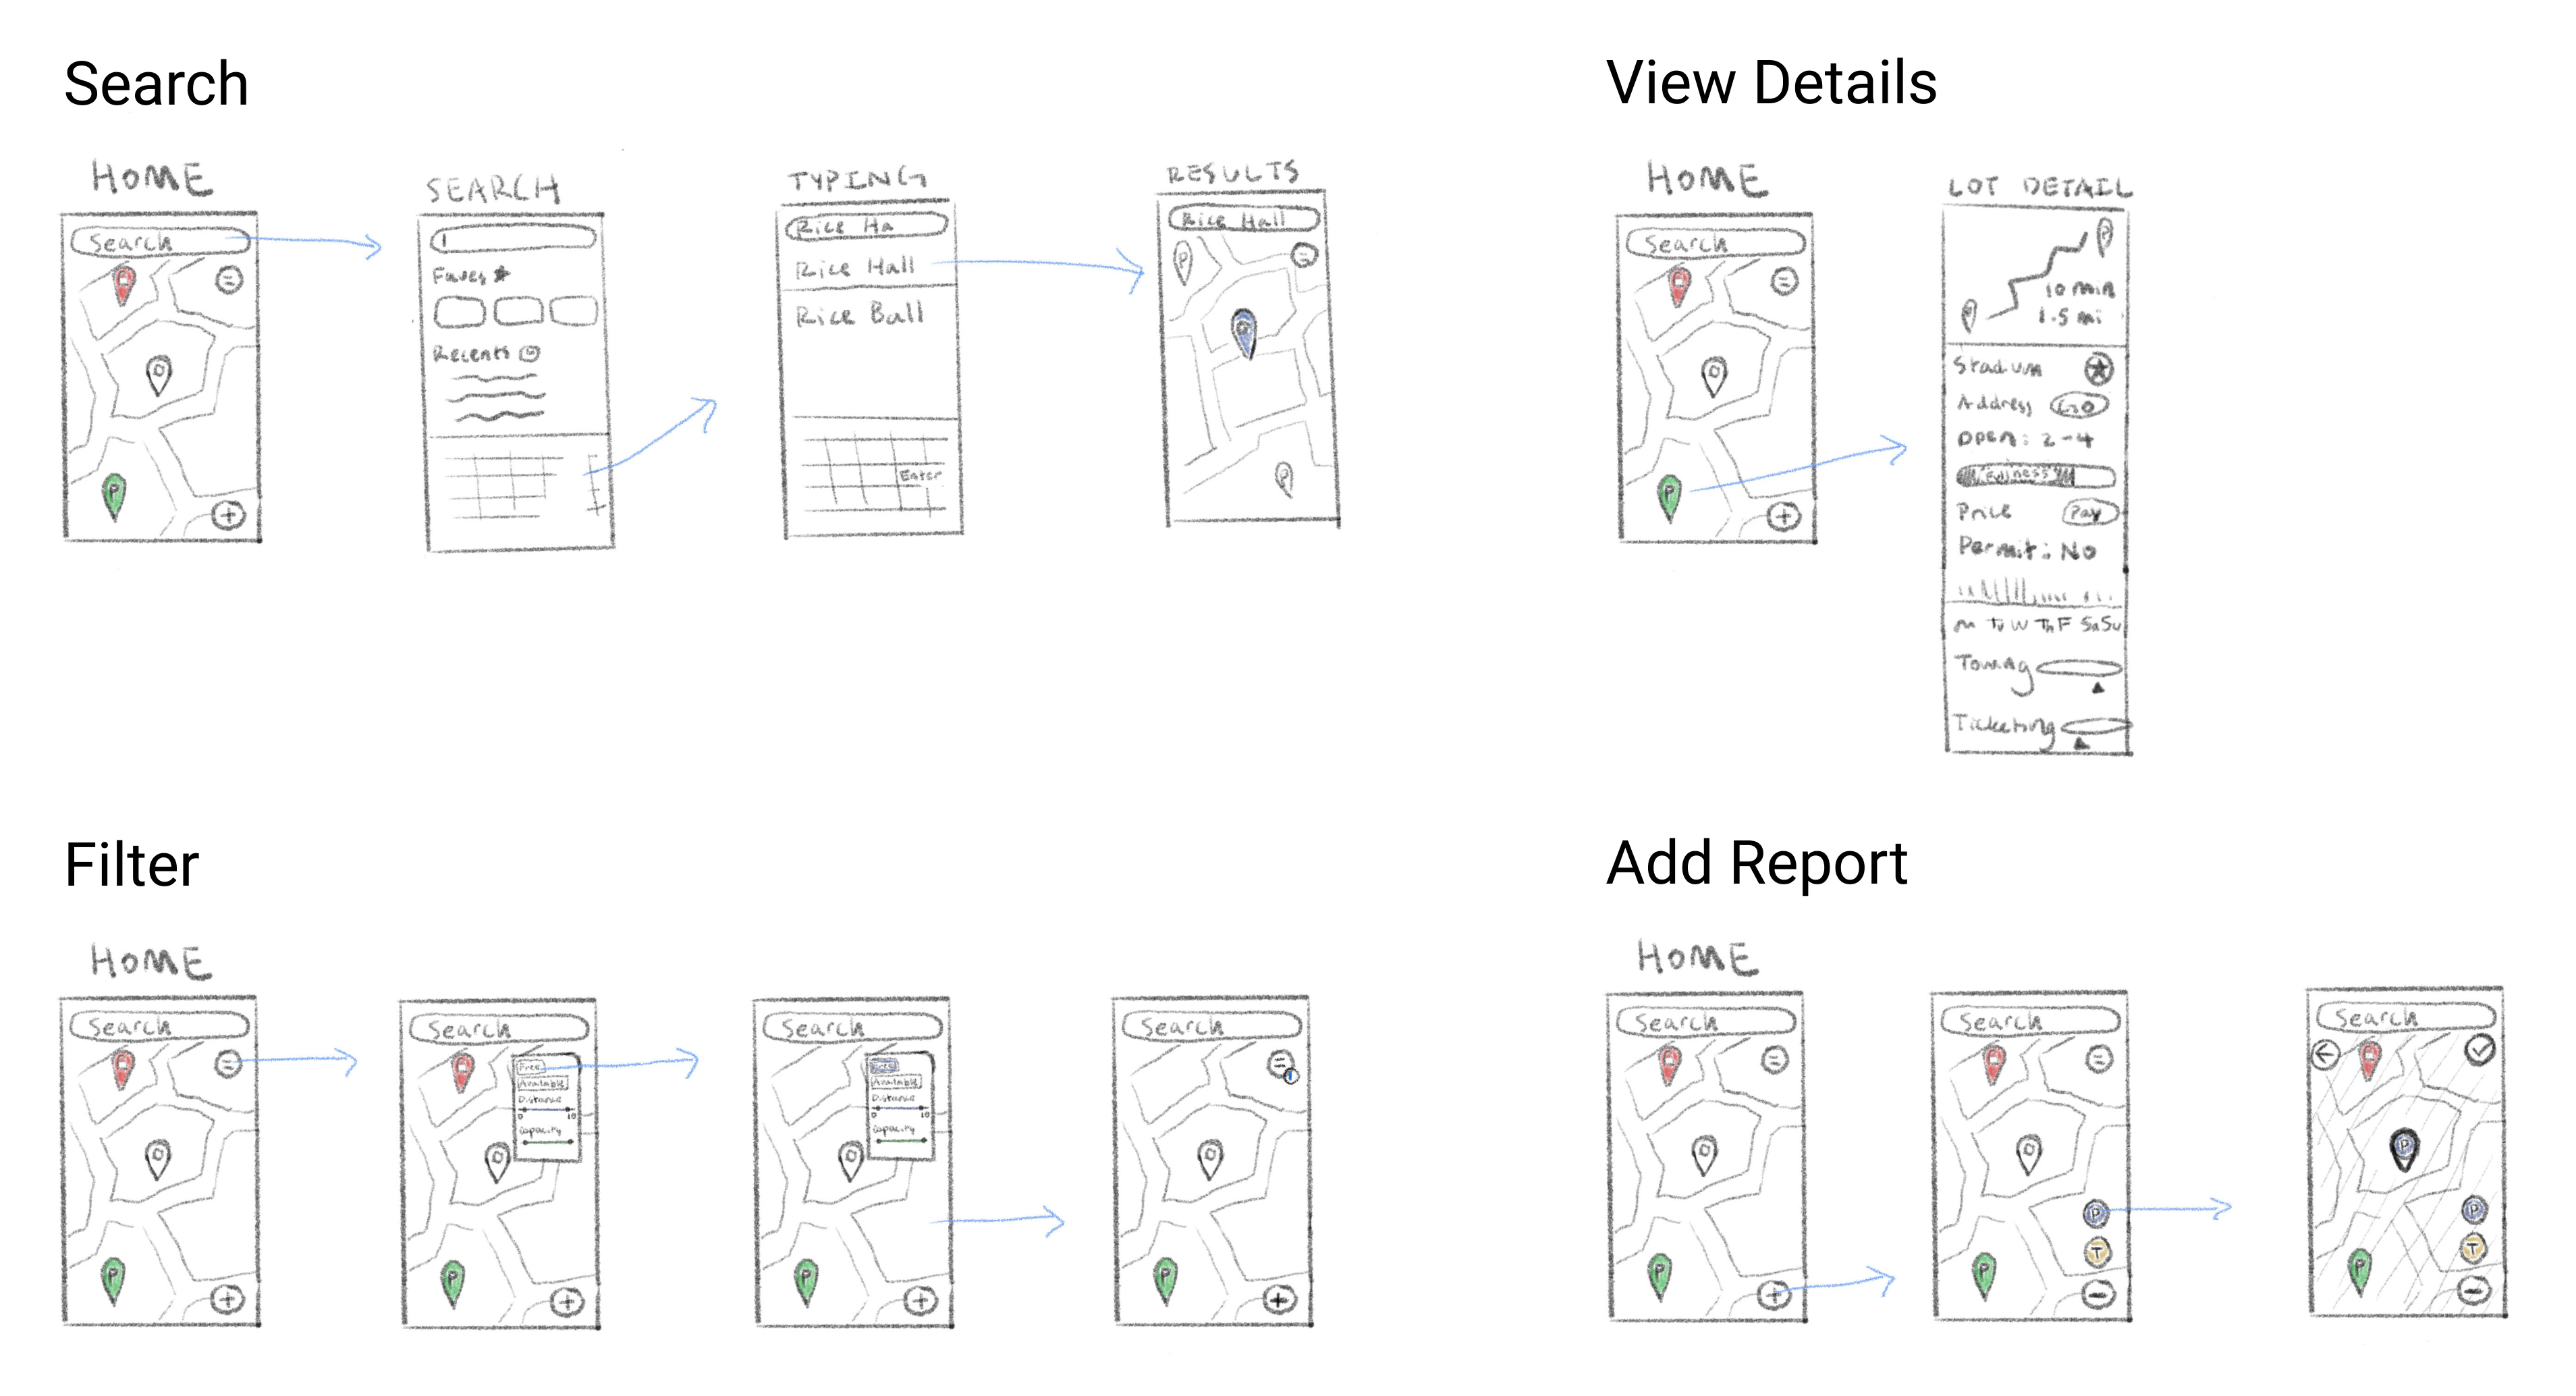 Search
HOME
Search
P
SEARCH
Faves
Recents
TYPING
Rice Ha
Rice Hall
Rice Ball
Enter
RESULTS
Rice Hall
P
P
View Details
HOME
Search
P
LOT DETAIL
P
10 min
1.5 mi
P
Stadium
Address GO
Open: 2-4
Price Pay
Permit: No
M Tu W Th F Sa Su
Towing
Ticketing
Filter
HOME
Search
P
Search
Free
Available
Distance
0 10
Capacity
P
Search
Free
Available
Distance
0 10
Capacity
P
Search
1
P
Add Report
HOME
Search
P
Search
P
T
P
Search
P
P
T
P